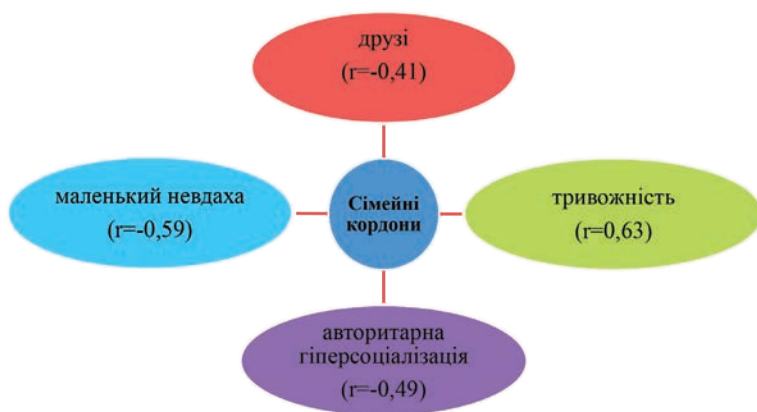 друзі
(r=-0,41)
маленький невдаха
(r=-0,59)
Сімейні
кордони
тривожність
(r=0,63)
авторитарна
гіперсоціалізація
(r=-0,49)